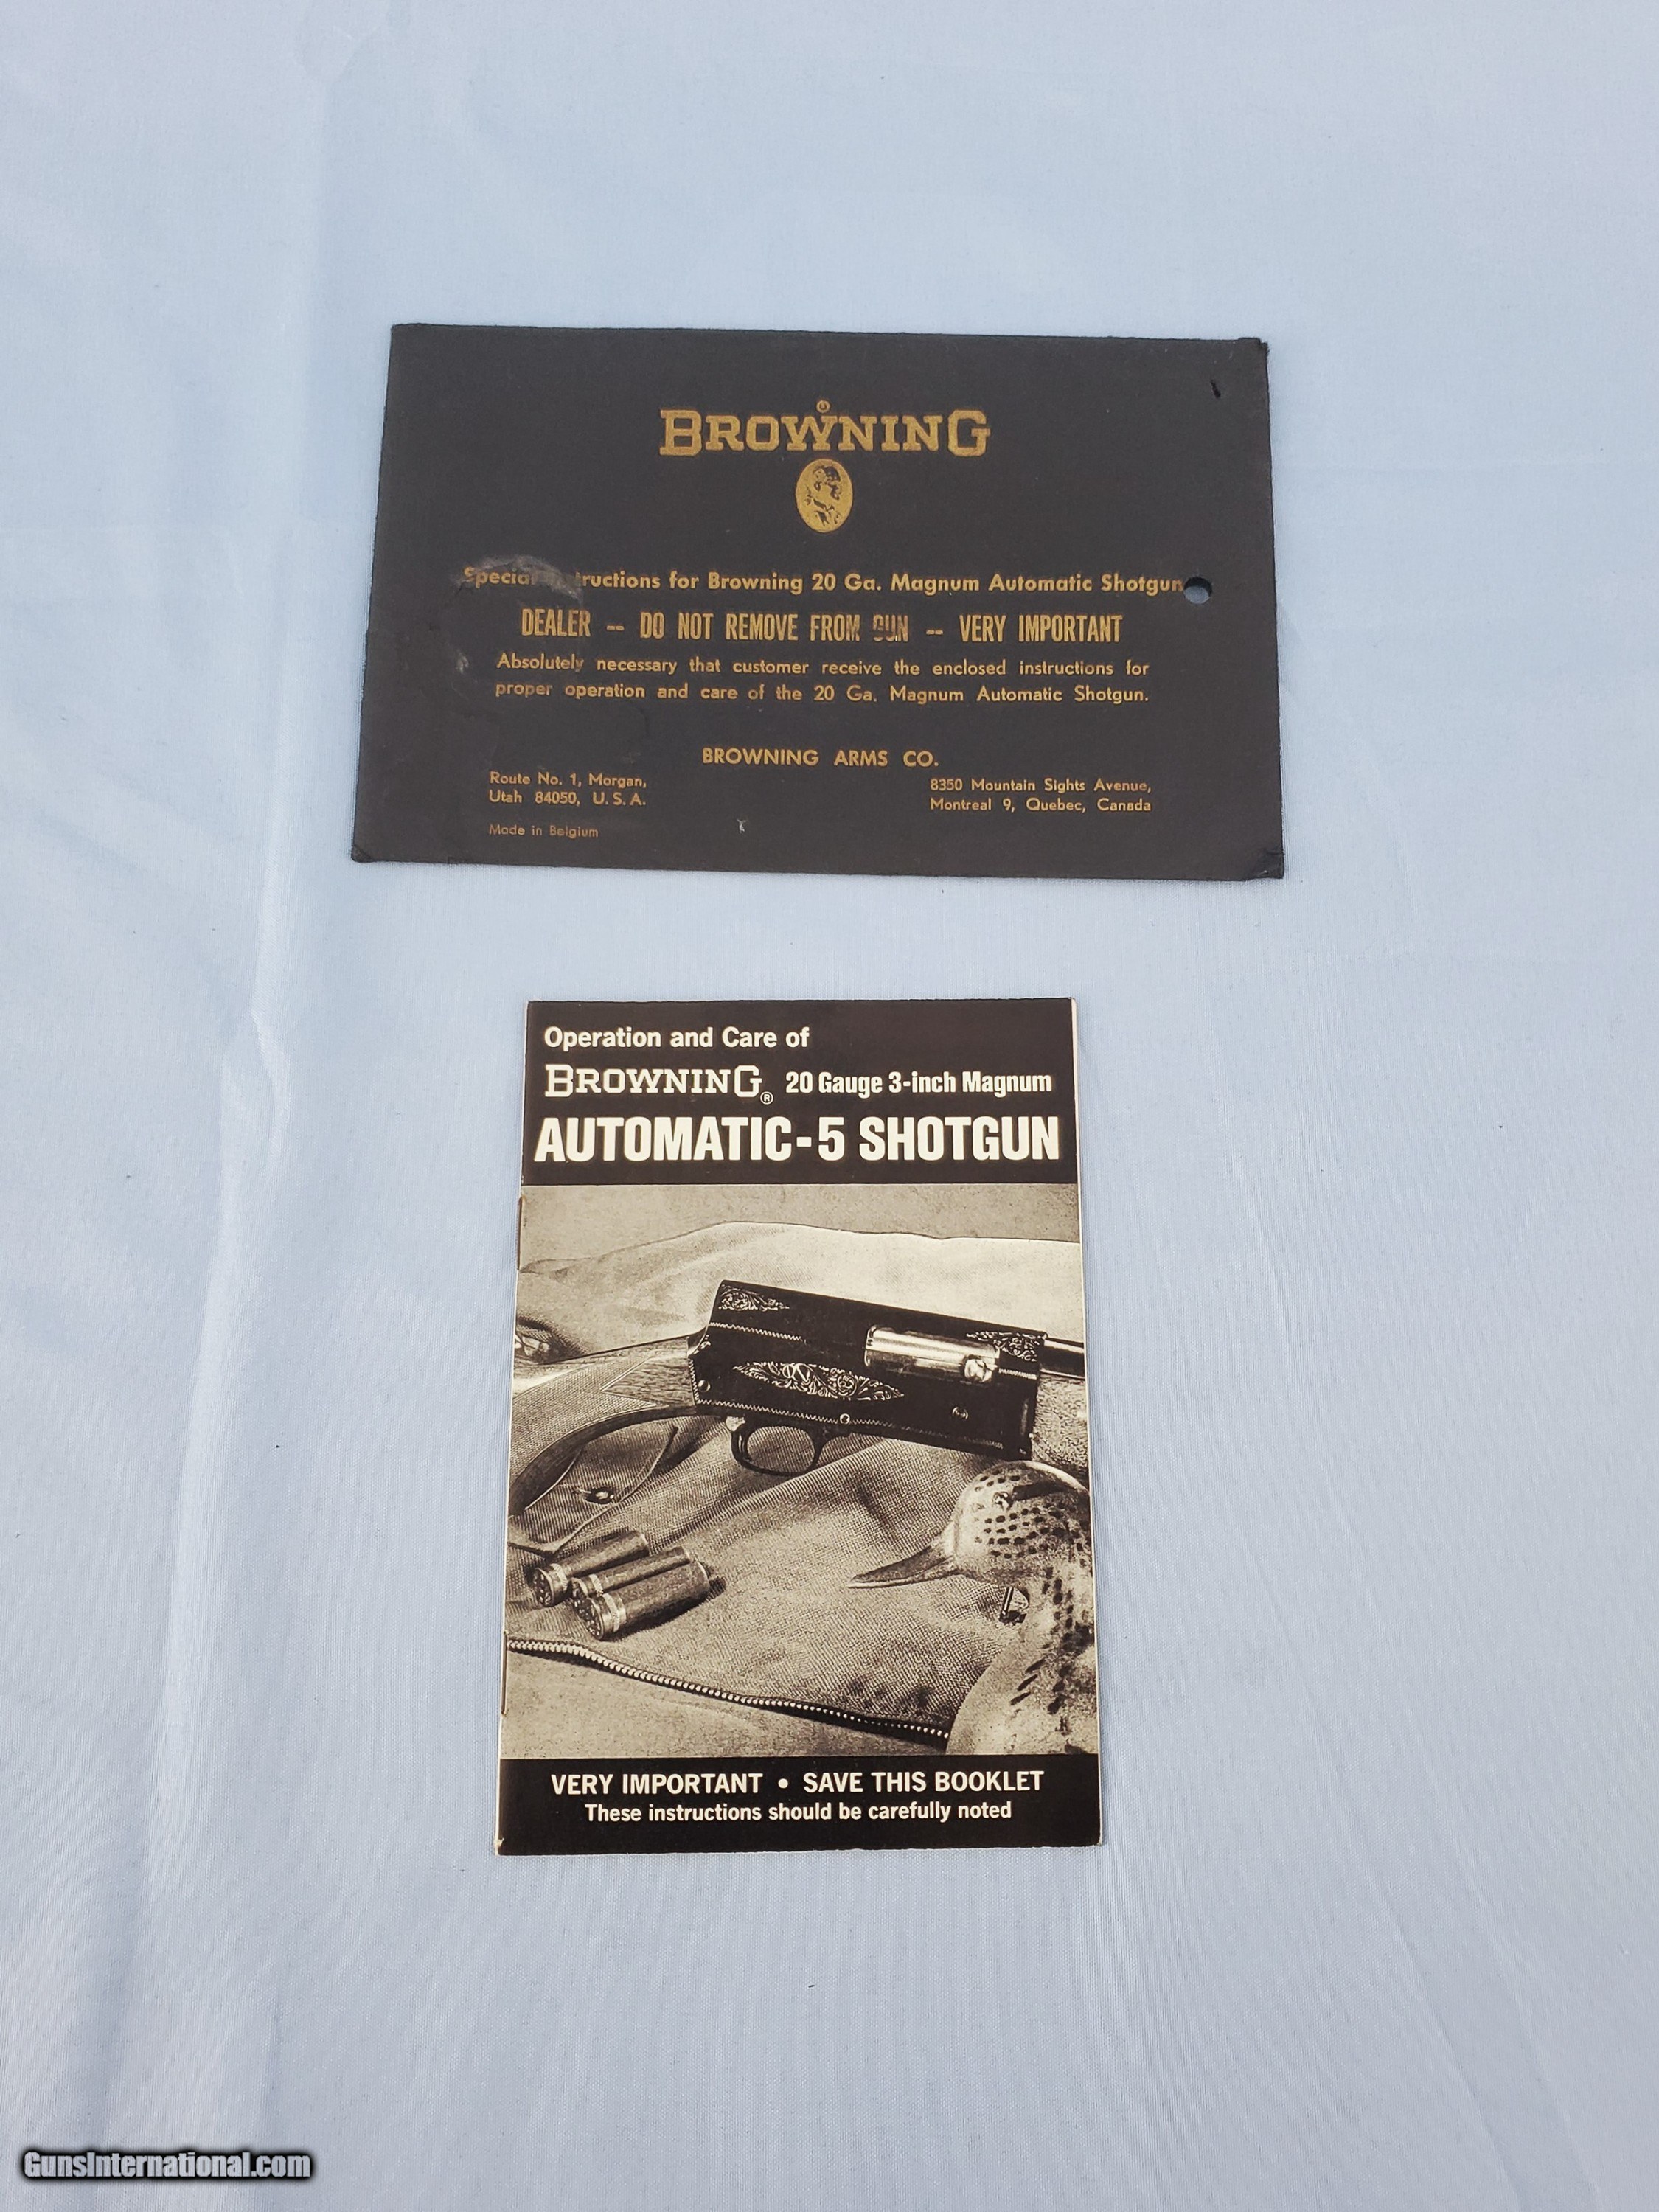 BROWNING
Special tructions for Browning 20 Ga. Magnum Automatic Shotgun
DEALER -- DO NOT REMOVE FROM GUN -- VERY IMPORTANT
Absolutely necessary that customer receive the enclosed instructions for
proper operation and care of the 20 Ga. Magnum Automatic Shotgun.
BROWNING ARMS CO.
Route No. 1, Morgan,
Utah 84050, U.S.A.
8350 Mountain Sights Avenue,
Montreal 9, Quebec, Canada
Made in Belgium
Operation and Care of
BROWNING® 20 Gauge 3-inch Magnum
AUTOMATIC-5 SHOTGUN
VERY IMPORTANT • SAVE THIS BOOKLET
These instructions should be carefully noted
GunsInternational.com